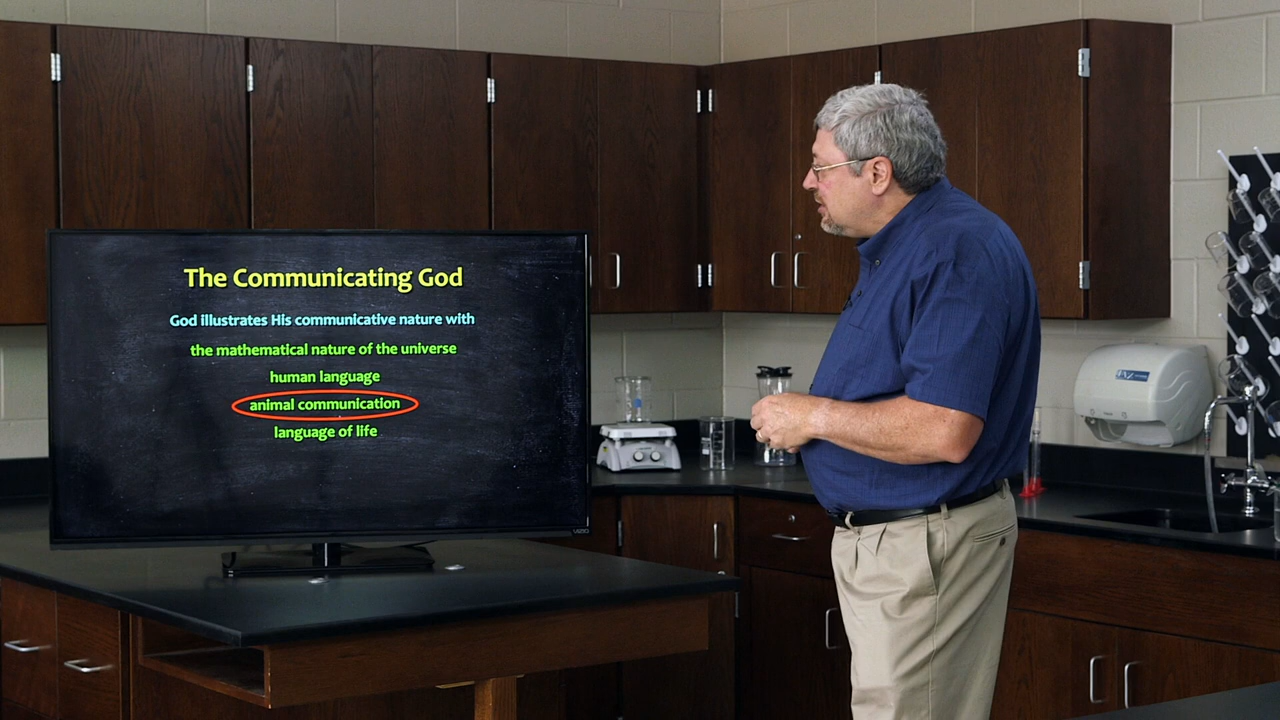 The Communicating God
God illustrates His communicative nature with
the mathematical nature of the universe
human language
animal communication
language of life
VIZIO